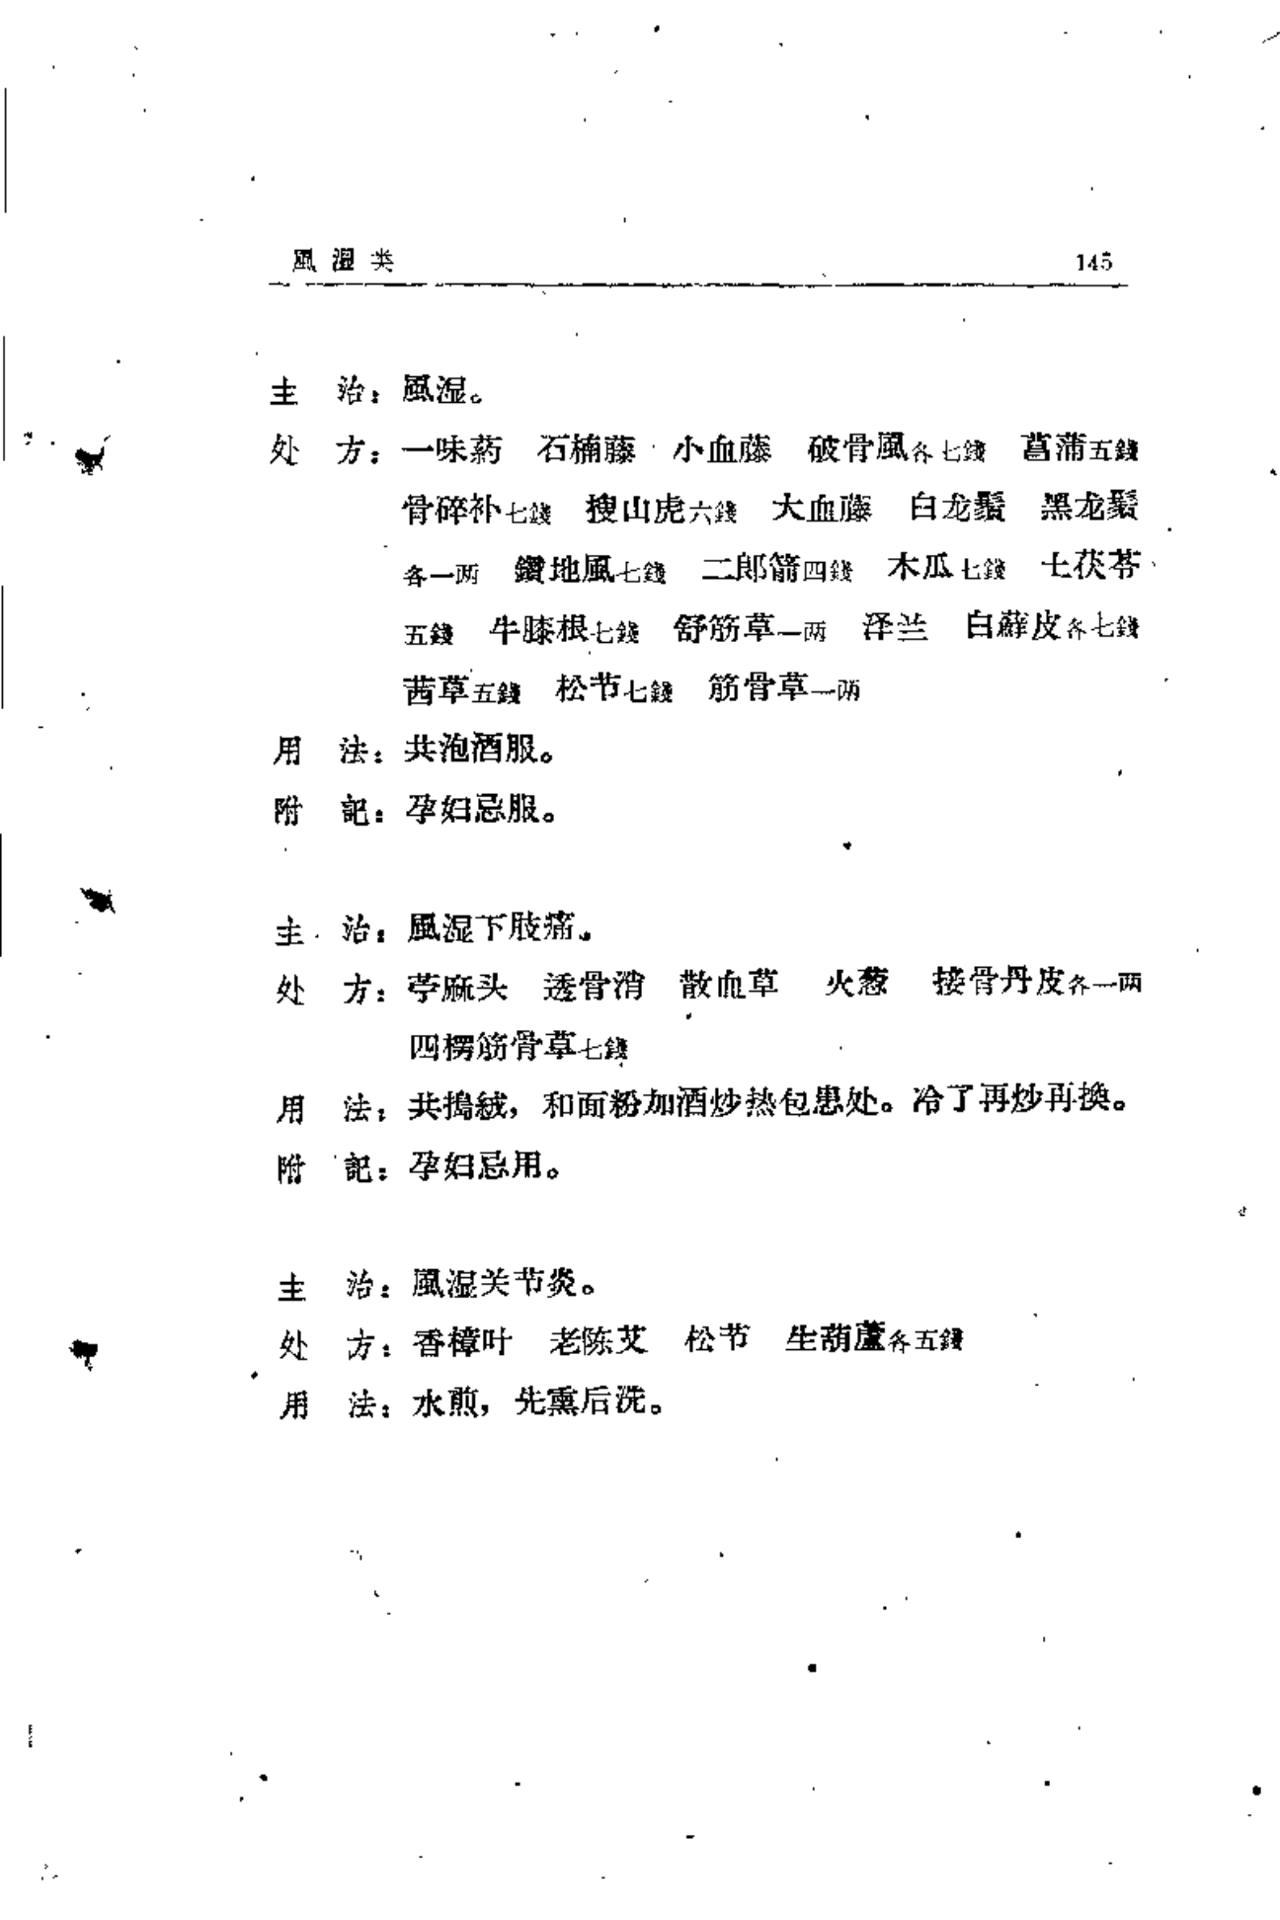 風湿类 145
主 治：風湿。
处 方：一味葯 石楠藤 小血藤 破骨風各七錢 菖蒲五錢
骨碎补七錢 搜山虎六錢 大血藤 白龙鬚 黑龙鬚
各一两 鑽地風七錢 二郎箭四錢 木瓜七錢 土茯苓
五錢 牛膝根七錢 舒筋草一两 泽兰 白蘚皮各七錢
茜草五錢 松节七錢 筋骨草一两
用 法：共泡酒服。
附 記：孕妇忌服。
主 治：風湿下肢痛。
处 方：苧麻头 透骨消 散血草 火葱 接骨丹皮各一两
四楞筋骨草七錢
用 法：共搗絨，和面粉加酒炒热包患处。冷了再炒再換。
附 記：孕妇忌用。
主 治：風湿关节炎。
处 方：香樟叶 老陈艾 松节 生葫蘆各五錢
用 法：水煎，先熏后洗。